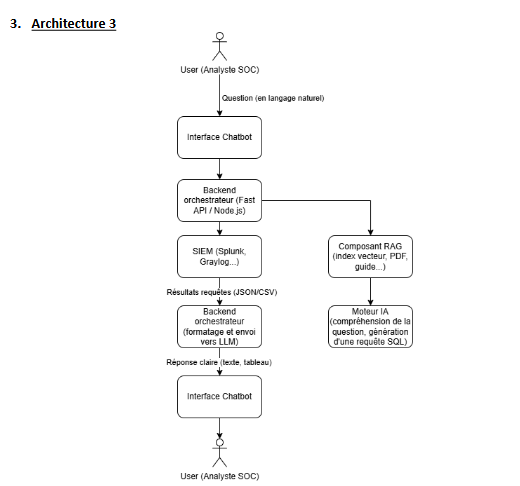 3. Architecture 3
User (Analyste SOC)
Question (en langage naturel)
Interface Chatbot
Backend
orchestrateur (Fast
API / Node.js)
SIEM (Splunk,
Graylog...)
Composant RAG
(index vecteur, PDF,
guide...)
Résultats requêtes (JSON/CSV)
Backend
orchestrateur
(formatage et envoi
vers LLM)
Moteur IA
(compréhension de la
question, génération
d'une requête SQL)
Réponse claire (texte, tableau)
Interface Chatbot
User (Analyste SOC)